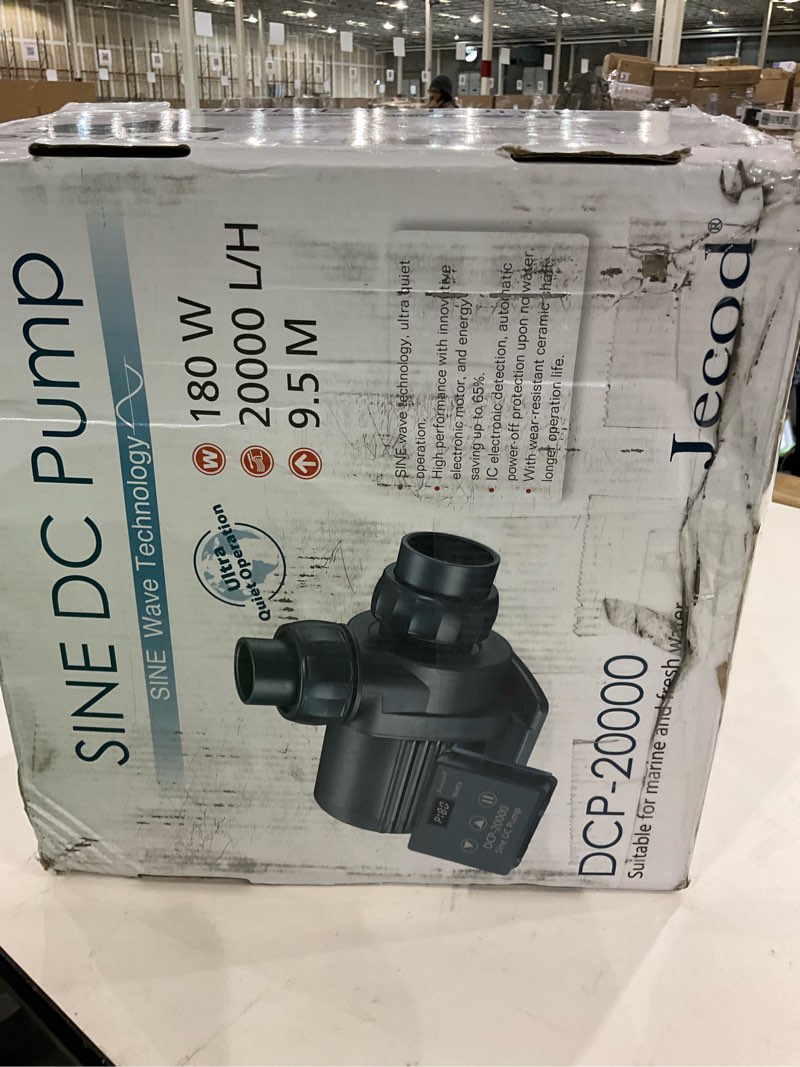 SINE DC Pump
SINE Wave Technology
W 180 W
20000 L/H
9.5 M
Ultra
Quiet Operation
• SINE wave technology, ultra quiet
operation.
• High performance with innovative
electronic motor, and energy
saving up to 65%.
• IC electronic detection, automatic
power-off protection upon no water.
• With wear-resistant ceramic shaft,
longer operation life.
Jecod®
P:180
Watts
Jecod
DCP-20000
Sine DC Pump
DCP-20000
Suitable for marine and fresh water